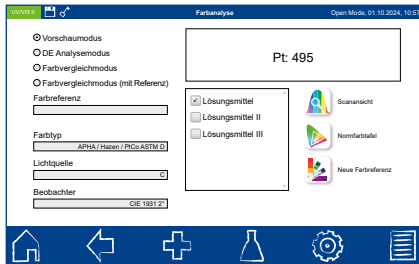 UV/VIS II
Farbanalyse
Open Mode, 01.10.2024, 10:57
Vorschaumodus
DE Analysemodus
Farbvergleichmodus
Farbvergleichmodus (mit Referenz)
Farbreferenz
Farbtyp
APHA / Hazen / PtCo ASTM D
Lichtquelle
C
Beobachter
CIE 1931 2°
Pt: 495
Lösungsmittel
Lösungsmittel II
Lösungsmittel III
Scanansicht
Normfarbtafel
Neue Farbreferenz